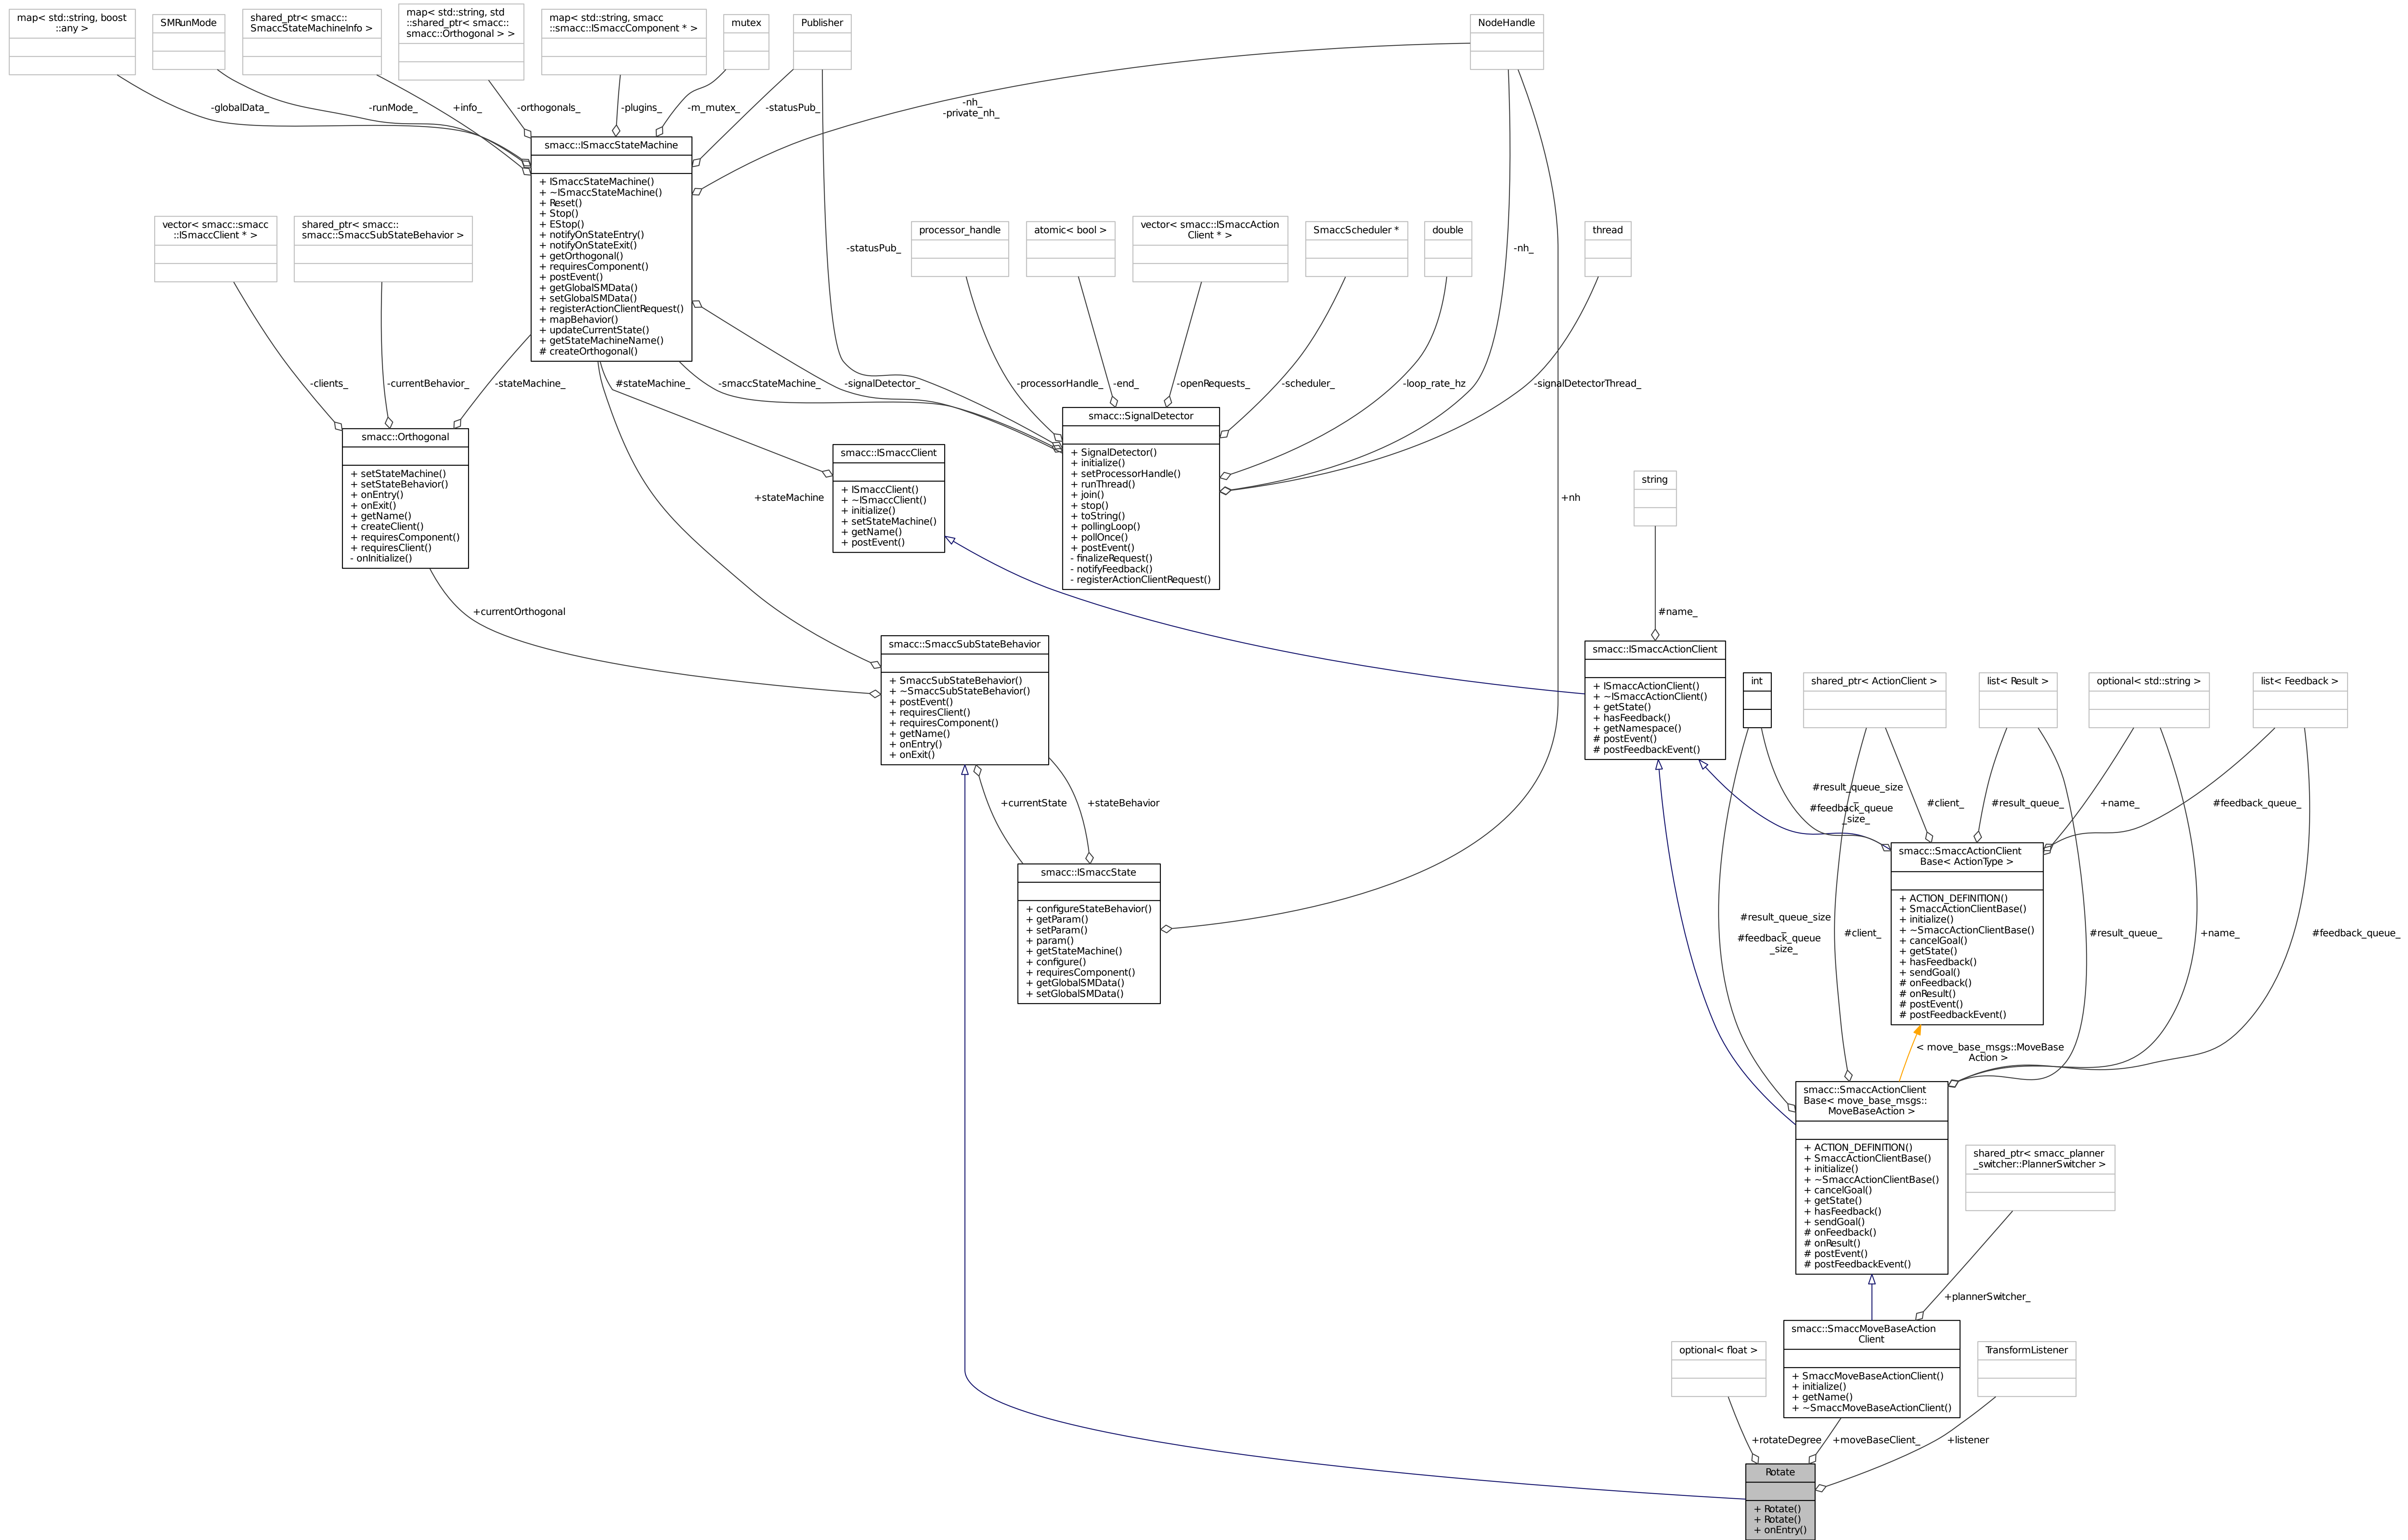 map< std::string, boost
::any >
SMRunMode
shared_ptr< smacc::
SmaccStateMachineInfo >
map< std::string, std
::shared_ptr< smacc::
smacc::Orthogonal > >
map< std::string, smacc
::smacc::ISmaccComponent * >
mutex
Publisher
NodeHandle
-globalData_
-runMode_
+info_
-orthogonals_
-plugins_
-m_mutex_
-statusPub_
-nh_
-private_nh_
smacc::ISmaccStateMachine
+ ISmaccStateMachine()
+ ~ISmaccStateMachine()
+ Reset()
+ Stop()
+ EStop()
+ notifyOnStateEntry()
+ notifyOnStateExit()
+ getOrthogonal()
+ requiresComponent()
+ postEvent()
+ getGlobalSMData()
+ setGlobalSMData()
+ registerActionClientRequest()
+ mapBehavior()
+ updateCurrentState()
+ getStateMachineName()
# createOrthogonal()
vector< smacc::smacc
::ISmaccClient * >
shared_ptr< smacc::
smacc::SmaccSubStateBehavior >
-statusPub_
processor_handle
atomic< bool >
vector< smacc::ISmaccAction
Client * >
SmaccScheduler *
double
-nh_
thread
-clients_
-currentBehavior_
-stateMachine_
#stateMachine_
-smaccStateMachine_
-signalDetector_
-processorHandle_
-end_
-openRequests_
-scheduler_
-loop_rate_hz
-signalDetectorThread_
smacc::Orthogonal
+ setStateMachine()
+ setStateBehavior()
+ onEntry()
+ onExit()
+ getName()
+ createClient()
+ requiresComponent()
+ requiresClient()
- onInitialize()
smacc::ISmaccClient
+ ISmaccClient()
+ ~ISmaccClient()
+ initialize()
+ setStateMachine()
+ getName()
+ postEvent()
smacc::SignalDetector
+ SignalDetector()
+ initialize()
+ setProcessorHandle()
+ runThread()
+ join()
+ stop()
+ toString()
+ pollingLoop()
+ pollOnce()
+ postEvent()
- finalizeRequest()
- notifyFeedback()
- registerActionClientRequest()
+stateMachine
+nh
string
+currentOrthogonal
#name_
smacc::SmaccSubStateBehavior
+ SmaccSubStateBehavior()
+ ~SmaccSubStateBehavior()
+ postEvent()
+ requiresClient()
+ requiresComponent()
+ getName()
+ onEntry()
+ onExit()
smacc::ISmaccActionClient
+ ISmaccActionClient()
+ ~ISmaccActionClient()
+ getState()
+ hasFeedback()
+ getNamespace()
# postEvent()
# postFeedbackEvent()
int
shared_ptr< ActionClient >
list< Result >
optional< std::string >
list< Feedback >
+currentState
+stateBehavior
#result_queue_size
_
#feedback_queue
_size_
#client_
#result_queue_
+name_
#feedback_queue_
smacc::ISmaccState
+ configureStateBehavior()
+ getParam()
+ setParam()
+ param()
+ getStateMachine()
+ configure()
+ requiresComponent()
+ getGlobalSMData()
+ setGlobalSMData()
smacc::SmaccActionClient
Base< ActionType >
+ ACTION_DEFINITION()
+ SmaccActionClientBase()
+ initialize()
+ ~SmaccActionClientBase()
+ cancelGoal()
+ getState()
+ hasFeedback()
+ sendGoal()
# onFeedback()
# onResult()
# postEvent()
# postFeedbackEvent()
#result_queue_size
_
#feedback_queue
_size_
#client_
#result_queue_
+name_
#feedback_queue_
< move_base_msgs::MoveBase
Action >
smacc::SmaccActionClient
Base< move_base_msgs::
MoveBaseAction >
+ ACTION_DEFINITION()
+ SmaccActionClientBase()
+ initialize()
+ ~SmaccActionClientBase()
+ cancelGoal()
+ getState()
+ hasFeedback()
+ sendGoal()
# onFeedback()
# onResult()
# postEvent()
# postFeedbackEvent()
shared_ptr< smacc_planner
_switcher::PlannerSwitcher >
+plannerSwitcher_
optional< float >
smacc::SmaccMoveBaseAction
Client
+ SmaccMoveBaseActionClient()
+ initialize()
+ getName()
+ ~SmaccMoveBaseActionClient()
TransformListener
+rotateDegree
+moveBaseClient_
+listener
Rotate
+ Rotate()
+ Rotate()
+ onEntry()